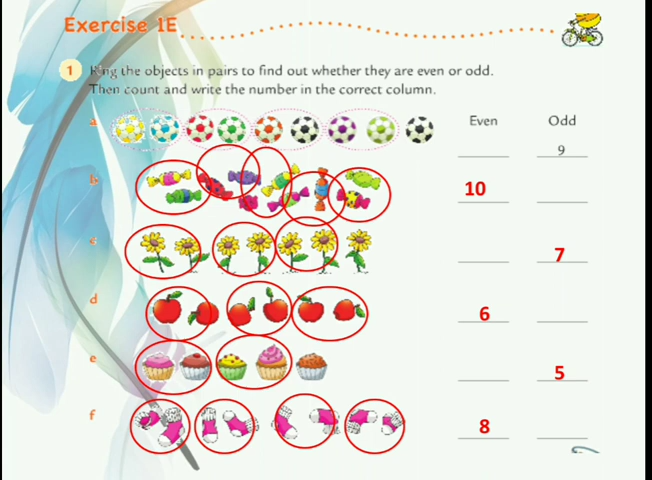 Exercise 1E
1 Ring the objects in pairs to find out whether they are even or odd.
Then count and write the number in the correct column.
Even Odd
a 9
b 10
c 7
d 6
e 5
f 8